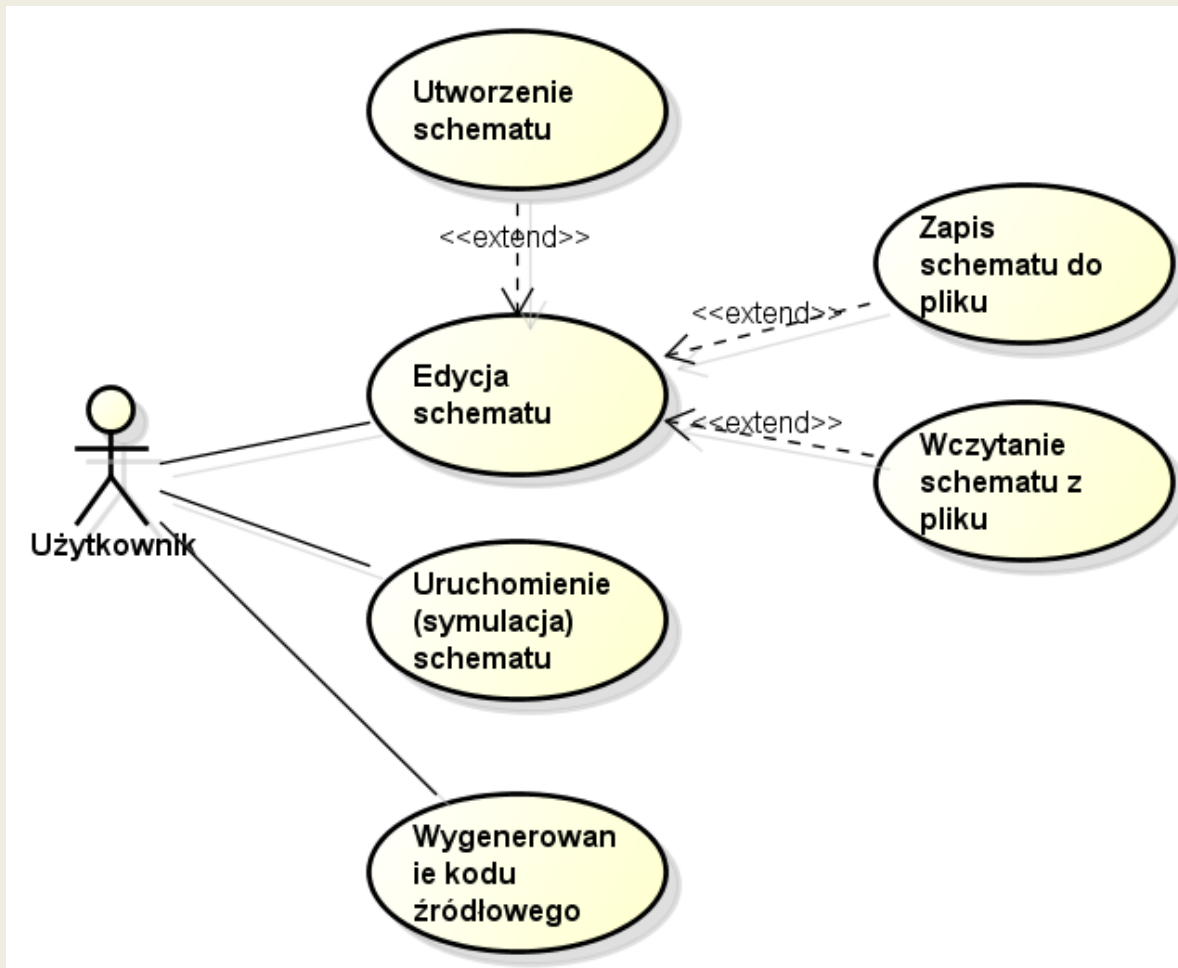 Utworzenie
schematu
<<extend>>
Zapis
schematu do
pliku
<<extend>>
Edycja
schematu
<<extend>>
Wczytanie
schematu z
pliku
Użytkownik
Uruchomienie
(symulacja)
schematu
Wygenerowan
ie kodu
źródłowego